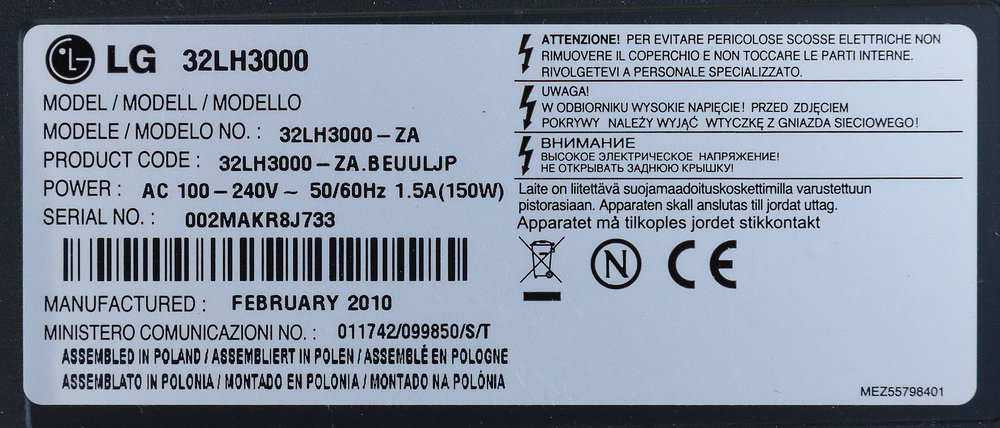 LG 32LH3000
MODEL / MODELL / MODELLO
MODELE / MODELO NO. : 32LH3000-ZA
PRODUCT CODE : 32LH3000-ZA.BEUULJP
POWER : AC 100-240V~ 50/60Hz 1.5A(150W)
SERIAL NO. : 002MAKR8J733
MANUFACTURED : FEBRUARY 2010
MINISTERO COMUNICAZIONI NO. : 011742/099850/S/T
ASSEMBLED IN POLAND / ASSEMBLIERT IN POLEN / ASSEMBLÉ EN POLOGNE
ASSEMBLATO IN POLONIA / MONTADO EN POLONIA / MONTADO NA POLÓNIA
ATTENZIONE! PER EVITARE PERICOLOSE SCOSSE ELETTRICHE NON
RIMUOVERE IL COPERCHIO E NON TOCCARE LE PARTI INTERNE.
RIVOLGETEVI A PERSONALE SPECIALIZZATO.
UWAGA!
W ODBIORNIKU WYSOKIE NAPIĘCIE! PRZED ZDJĘCIEM
POKRYWY NALEŻY WYJĄĆ WTYCZKĘ Z GNIAZDA SIECIOWEGO!
ВНИМАНИЕ
ВЫСОКОЕ ЭЛЕКТРИЧЕСКОЕ НАПРЯЖЕНИЕ!
НЕ ОТКРЫВАТЬ ЗАДНЮЮ КРЫШКУ!
Laite on liitettävä suojamaadoituskoskettimilla varustettuun
pistorasiaan. Apparaten skall anslutas till jordat uttag.
Apparatet må tilkoples jordet stikkontakt
N CE
MEZ55798401